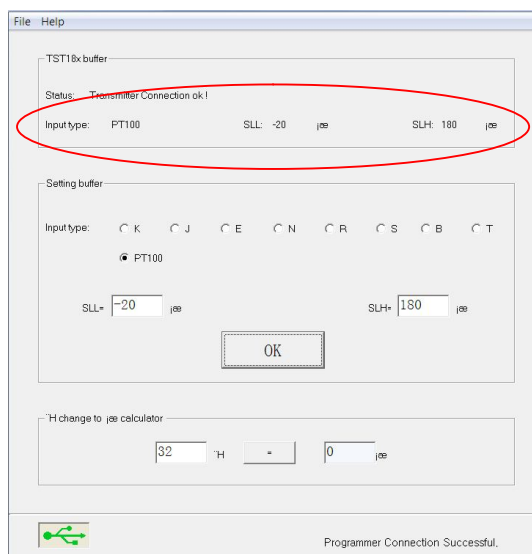 File Help
TST18x buffer
Status: Transmitter Connection ok !
Input type: PT100 SLL: -20 ¡æ SLH: 180 ¡æ
Setting buffer
Input type: K J E N R S B T
PT100
SLL= -20 ¡æ SLH= 180 ¡æ
OK
¨H change to ¡æ calculator
32 ¨H = 0 ¡æ
Programmer Connection Successful.